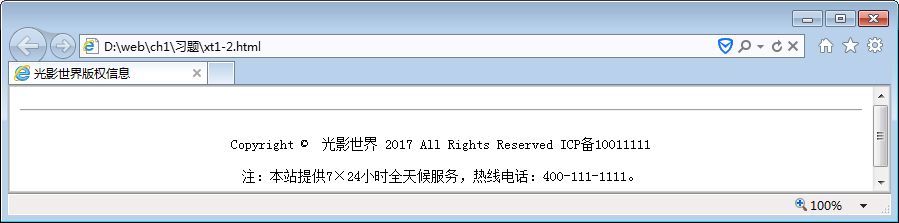 D:\web\ch1\习题\xt1-2.html
光影世界版权信息
Copyright © 光影世界 2017 All Rights Reserved ICP备10011111
注：本站提供7×24小时全天候服务，热线电话：400-111-1111。
100%